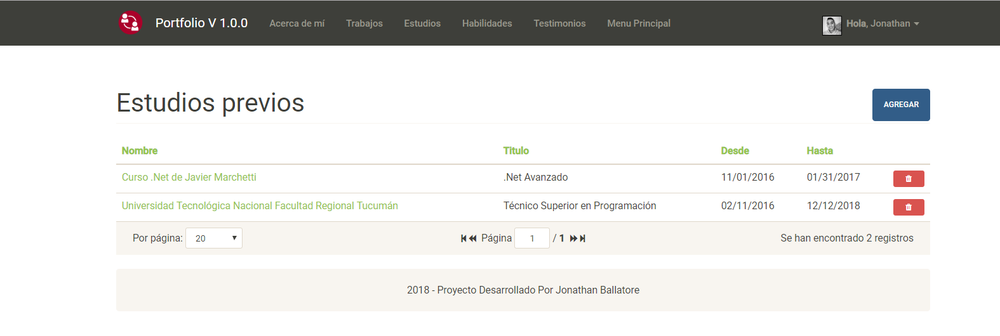 Portfolio V 1.0.0 Acerca de mí Trabajos Estudios Habilidades Testimonios Menu Principal Hola, Jonathan
Estudios previos AGREGAR
Nombre Titulo Desde Hasta
Curso .Net de Javier Marchetti .Net Avanzado 11/01/2016 01/31/2017
Universidad Tecnológica Nacional Facultad Regional Tucumán Técnico Superior en Programación 02/11/2016 12/12/2018
Por página: 20 Página 1 / 1 Se han encontrado 2 registros
2018 - Proyecto Desarrollado Por Jonathan Ballatore